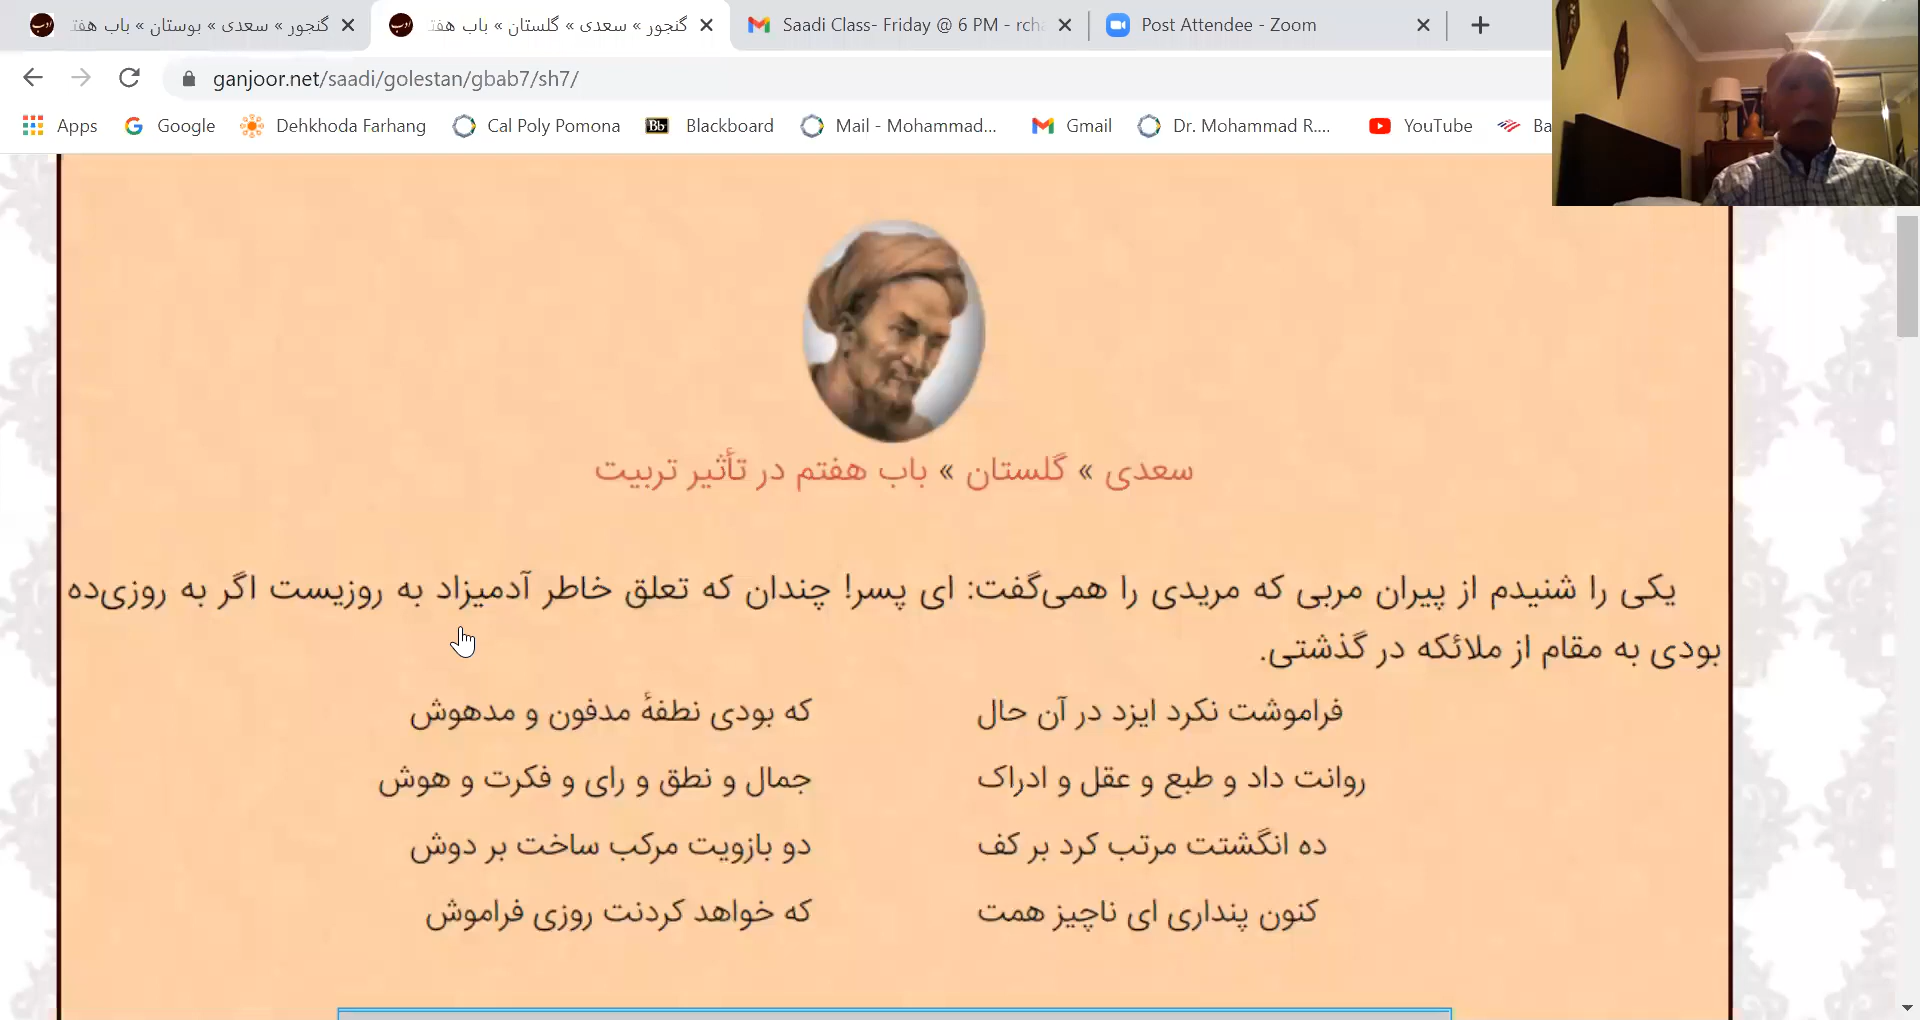 گنجور » سعدی » بوستان » باب هفتم
گنجور » سعدی » گلستان » باب هفتم
Saadi Class- Friday @ 6 PM - rcha
Post Attendee - Zoom
ganjoor.net/saadi/golestan/gbab7/sh7/
Apps
Google
Dehkhoda Farhang
Cal Poly Pomona
Bb Blackboard
Mail - Mohammad...
Gmail
Dr. Mohammad R....
YouTube
Ba
سعدی » گلستان » باب هفتم در تأثیر تربیت
یکی را شنیدم از پیران مربی که مریدی را همی‌گفت: ای پسر! چندان که تعلق خاطر آدمیزاد به روزیست اگر به روزی‌ده
بودی به مقام از ملائکه در گذشتی.
فراموشت نکرد ایزد در آن حال
که بودی نطفهٔ مدفون و مدهوش
روانت داد و طبع و عقل و ادراک
جمال و نطق و رای و فکرت و هوش
ده انگشتت مرتب کرد بر کف
دو بازویت مرکب ساخت بر دوش
کنون پنداری ای ناچیز همت
که خواهد کردنت روزی فراموش